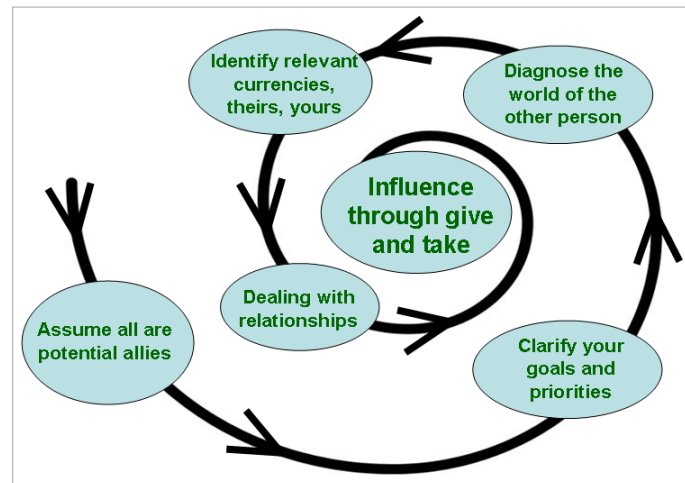 Identify relevant
currencies,
theirs, yours
Diagnose the
world of the
other person
Influence
through give
and take
Dealing with
relationships
Assume all are
potential allies
Clarify your
goals and
priorities